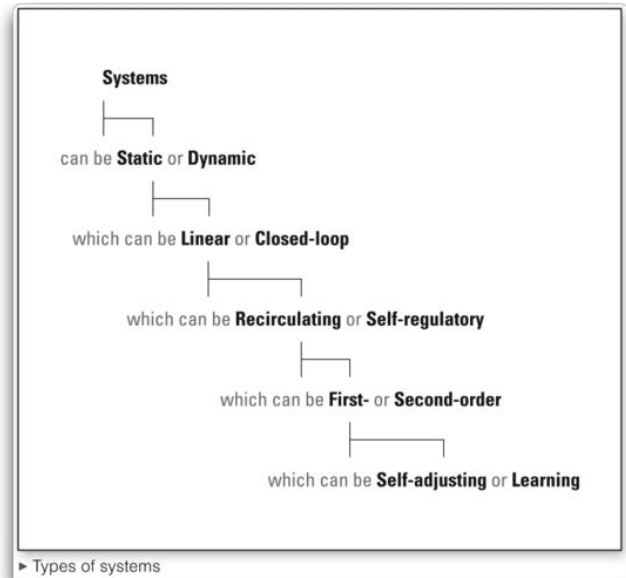 Systems
can be Static or Dynamic
which can be Linear or Closed-loop
which can be Recirculating or Self-regulatory
which can be First- or Second-order
which can be Self-adjusting or Learning
▸ Types of systems